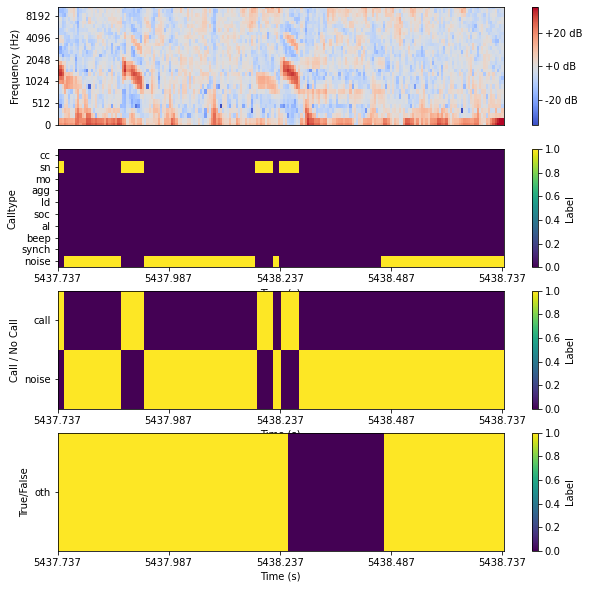 8192
4096
2048
1024
512
0
Frequency (Hz)
+20 dB
+0 dB
-20 dB
cc
sn
mo
agg
ld
soc
al
beep
synch
noise
Calltype
5437.737 5437.987 5438.237 5438.487 5438.737
1.0
0.8
0.6
0.4
0.2
0.0
Label
call
noise
Call / No Call
5437.737 5437.987 5438.237 5438.487 5438.737
1.0
0.8
0.6
0.4
0.2
0.0
Label
oth
True/False
5437.737 5437.987 5438.237 5438.487 5438.737
Time (s)
1.0
0.8
0.6
0.4
0.2
0.0
Label